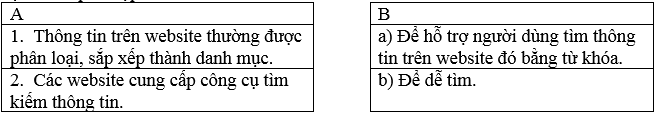 A
1. Thông tin trên website thường được
phân loại, sắp xếp thành danh mục.
2. Các website cung cấp công cụ tìm
kiếm thông tin.
B
a) Để hỗ trợ người dùng tìm thông
tin trên website đó bằng từ khóa.
b) Để dễ tìm.